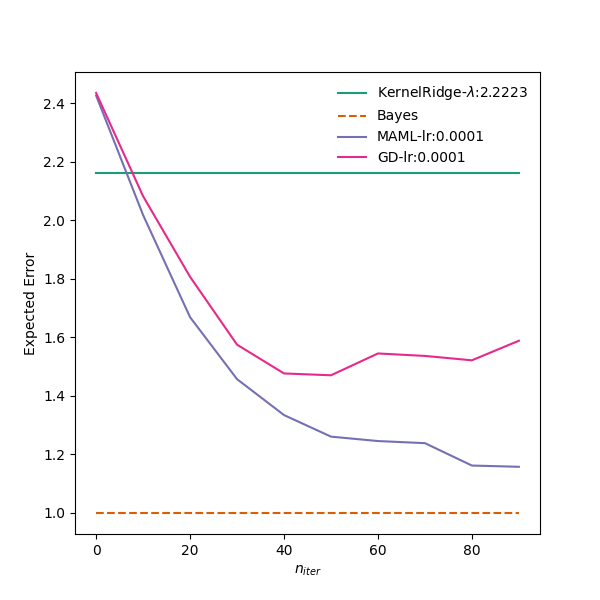 KernelRidge-λ:2.2223
Bayes
MAML-lr:0.0001
GD-lr:0.0001
2.4
2.2
2.0
1.8
1.6
1.4
1.2
1.0
Expected Error
0 20 40 60 80
n_iter